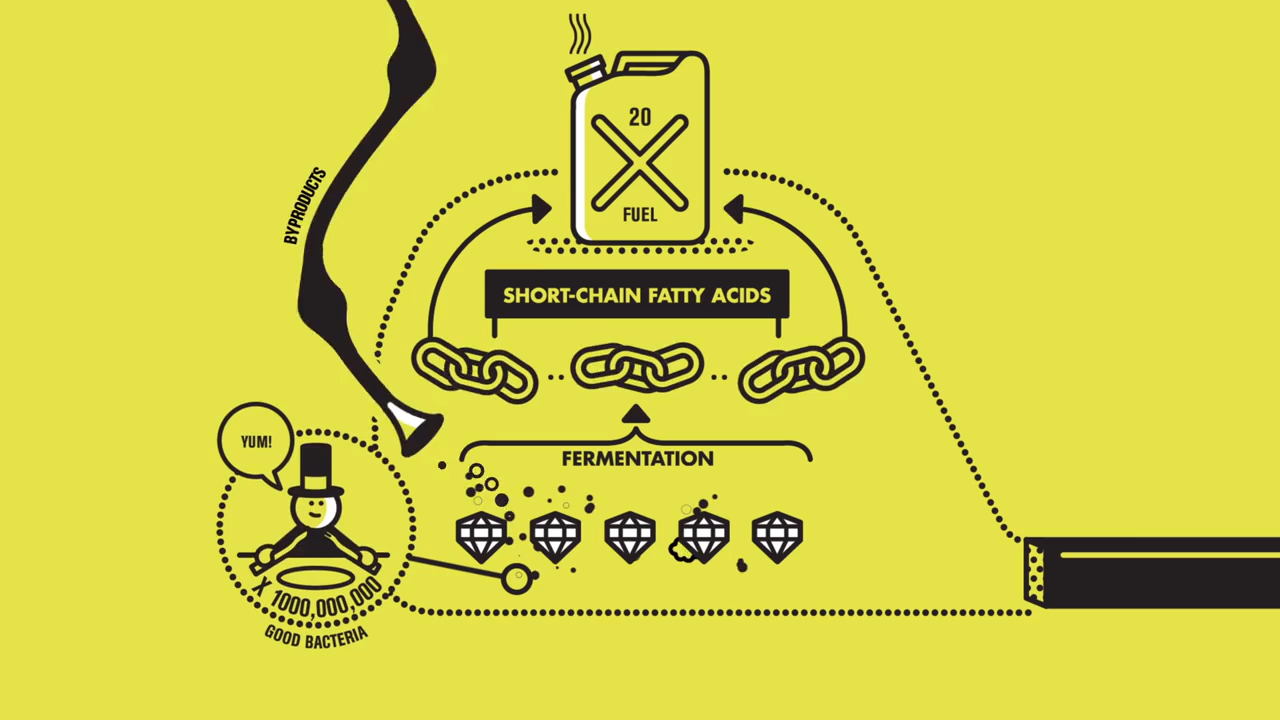 20
FUEL
BYPRODUCTS
SHORT-CHAIN FATTY ACIDS
YUM!
FERMENTATION
X 1000,000,000
GOOD BACTERIA